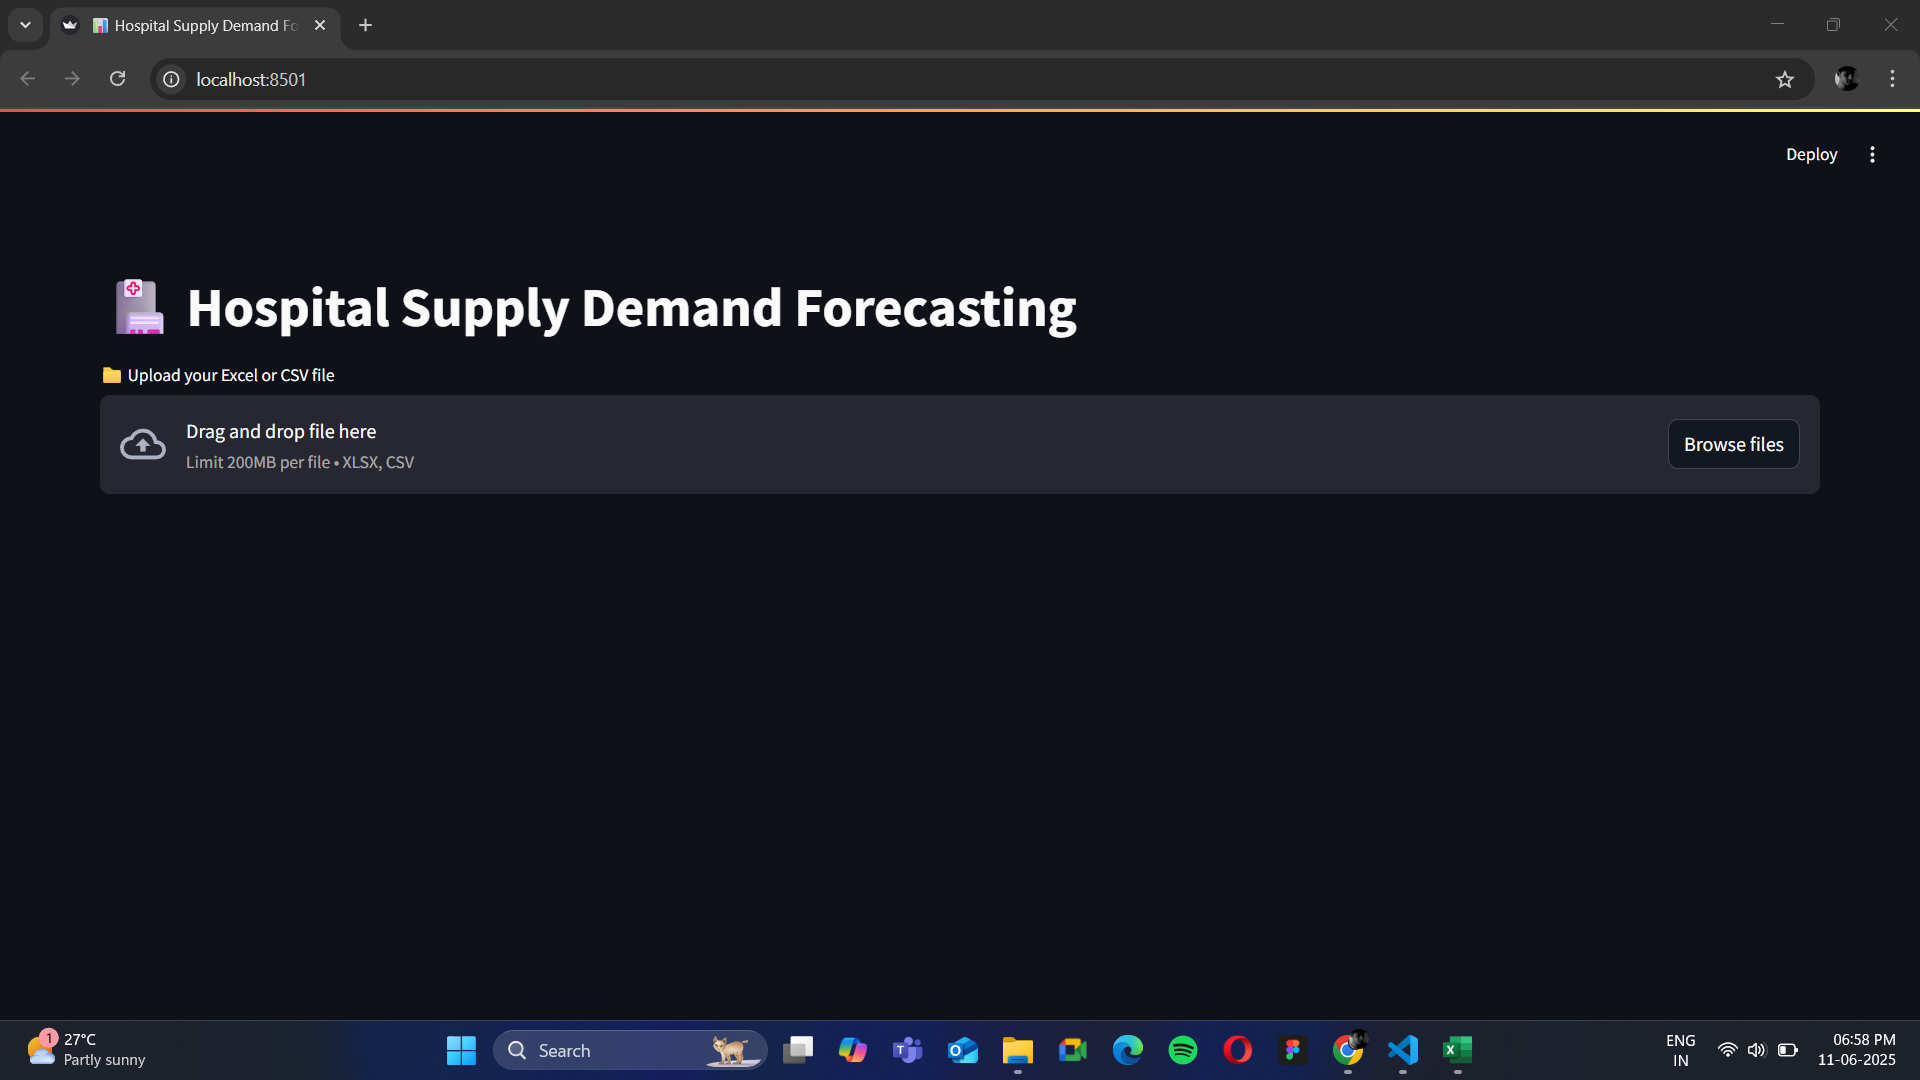 Hospital Supply Demand Fo
localhost:8501
Deploy
Hospital Supply Demand Forecasting
Upload your Excel or CSV file
Drag and drop file here
Limit 200MB per file • XLSX, CSV
Browse files
1
27°C
Partly sunny
Search
ENG
IN
06:58 PM
11-06-2025